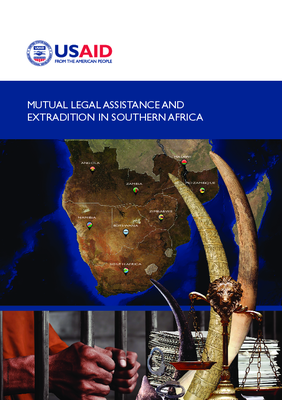 USAID
FROM THE AMERICAN PEOPLE
MUTUAL LEGAL ASSISTANCE AND
EXTRADITION IN SOUTHERN AFRICA
ANGOLA
MALAWI
ZAMBIA
MOZAMBIQUE
ZIMBABWE
NAMIBIA
BOTSWANA
SOUTH AFRICA